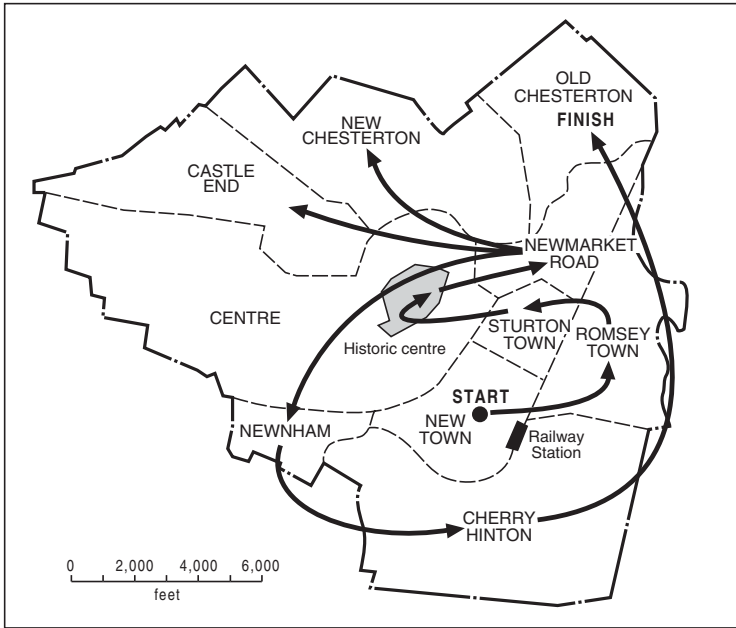 OLD
CHESTERTON
FINISH
NEW
CHESTERTON
CASTLE
END
NEWMARKET
ROAD
CENTRE
Historic centre
STURTON
TOWN
ROMSEY
TOWN
START
NEW
TOWN
NEWNHAM
Railway
Station
CHERRY
HINTON
0 2,000 4,000 6,000
feet